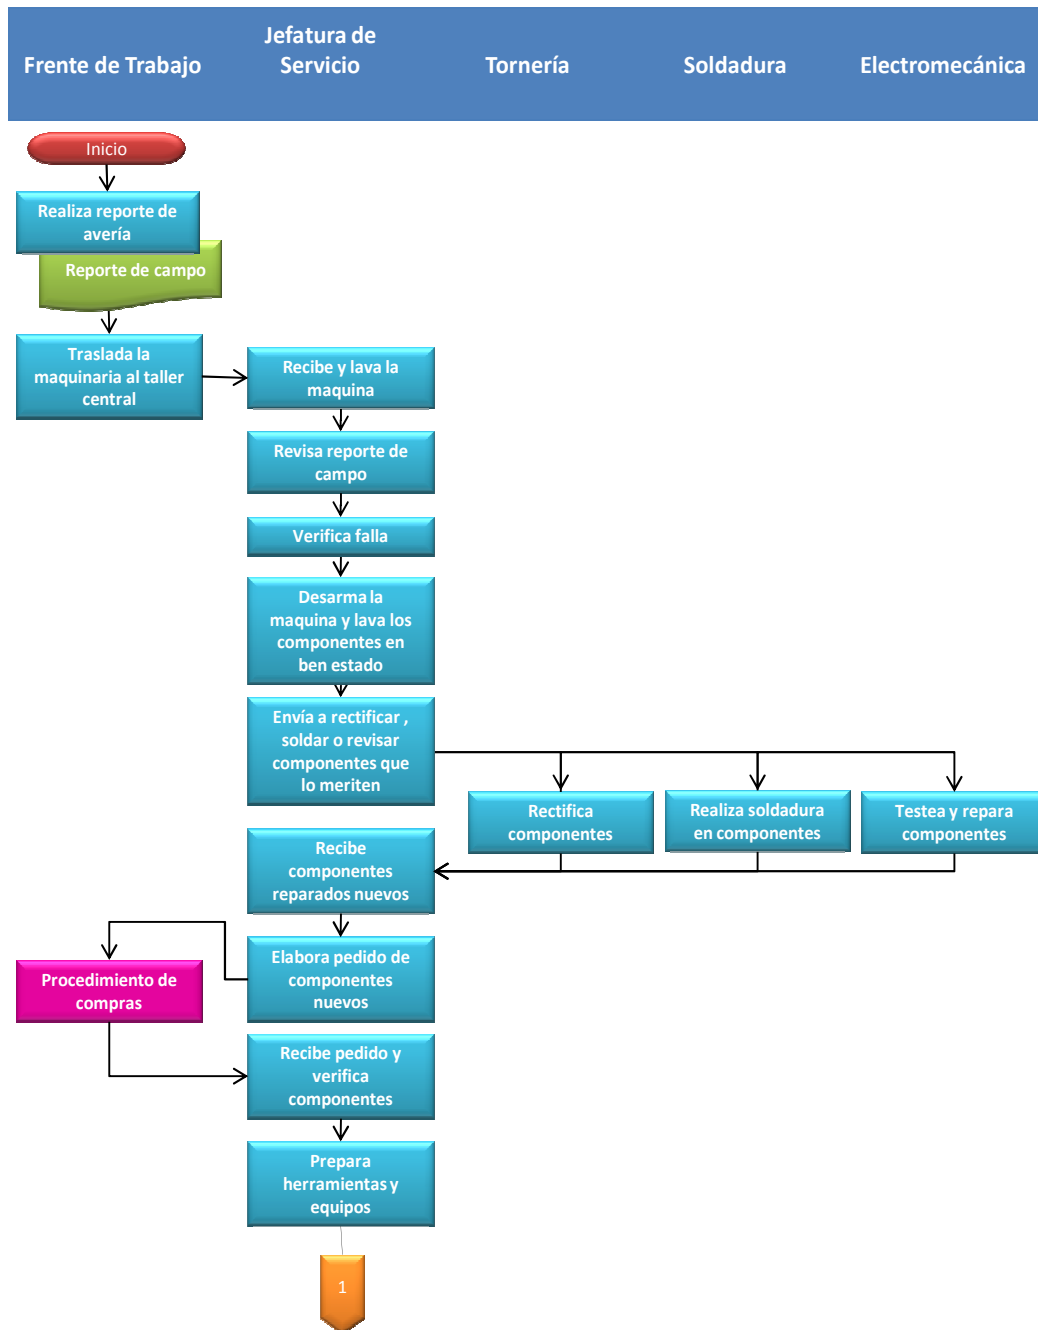 Frente de Trabajo
Jefatura de
Servicio
Tornería
Soldadura
Electromecánica
Inicio
Realiza reporte de
avería
Reporte de campo
Traslada la
maquinaria al taller
central
Recibe y lava la
maquina
Revisa reporte de
campo
Verifica falla
Desarma la
maquina y lava los
componentes en
ben estado
Envía a rectificar ,
soldar o revisar
componentes que
lo meriten
Rectifica
componentes
Realiza soldadura
en componentes
Testea y repara
componentes
Recibe
componentes
reparados nuevos
Elabora pedido de
componentes
nuevos
Procedimiento de
compras
Recibe pedido y
verifica
componentes
Prepara
herramientas y
equipos
1